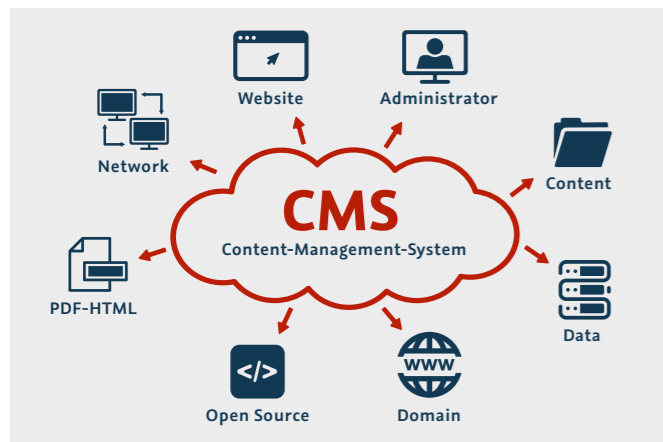 Website
Administrator
Network
Content
CMS
Content-Management-System
PDF-HTML
Data
</>
WWW
Open Source
Domain